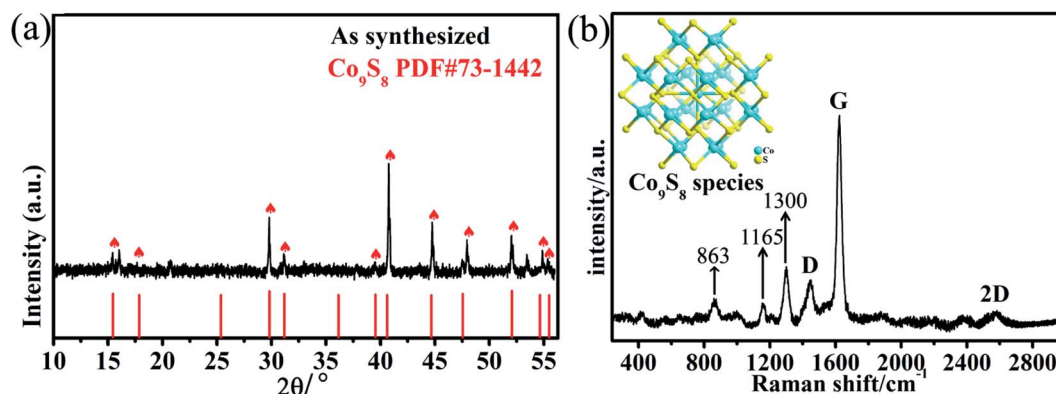 (a)
As synthesized
Co₉S₈ PDF#73-1442
Intensity (a.u.)
10 15 20 25 30 35 40 45 50 55
2θ/ °
(b)
G
Co
S
Co₉S₈ species
1300
1165
863
D
2D
intensity/a.u.
400 800 1200 1600 2000 2400 2800
Raman shift/cm⁻¹